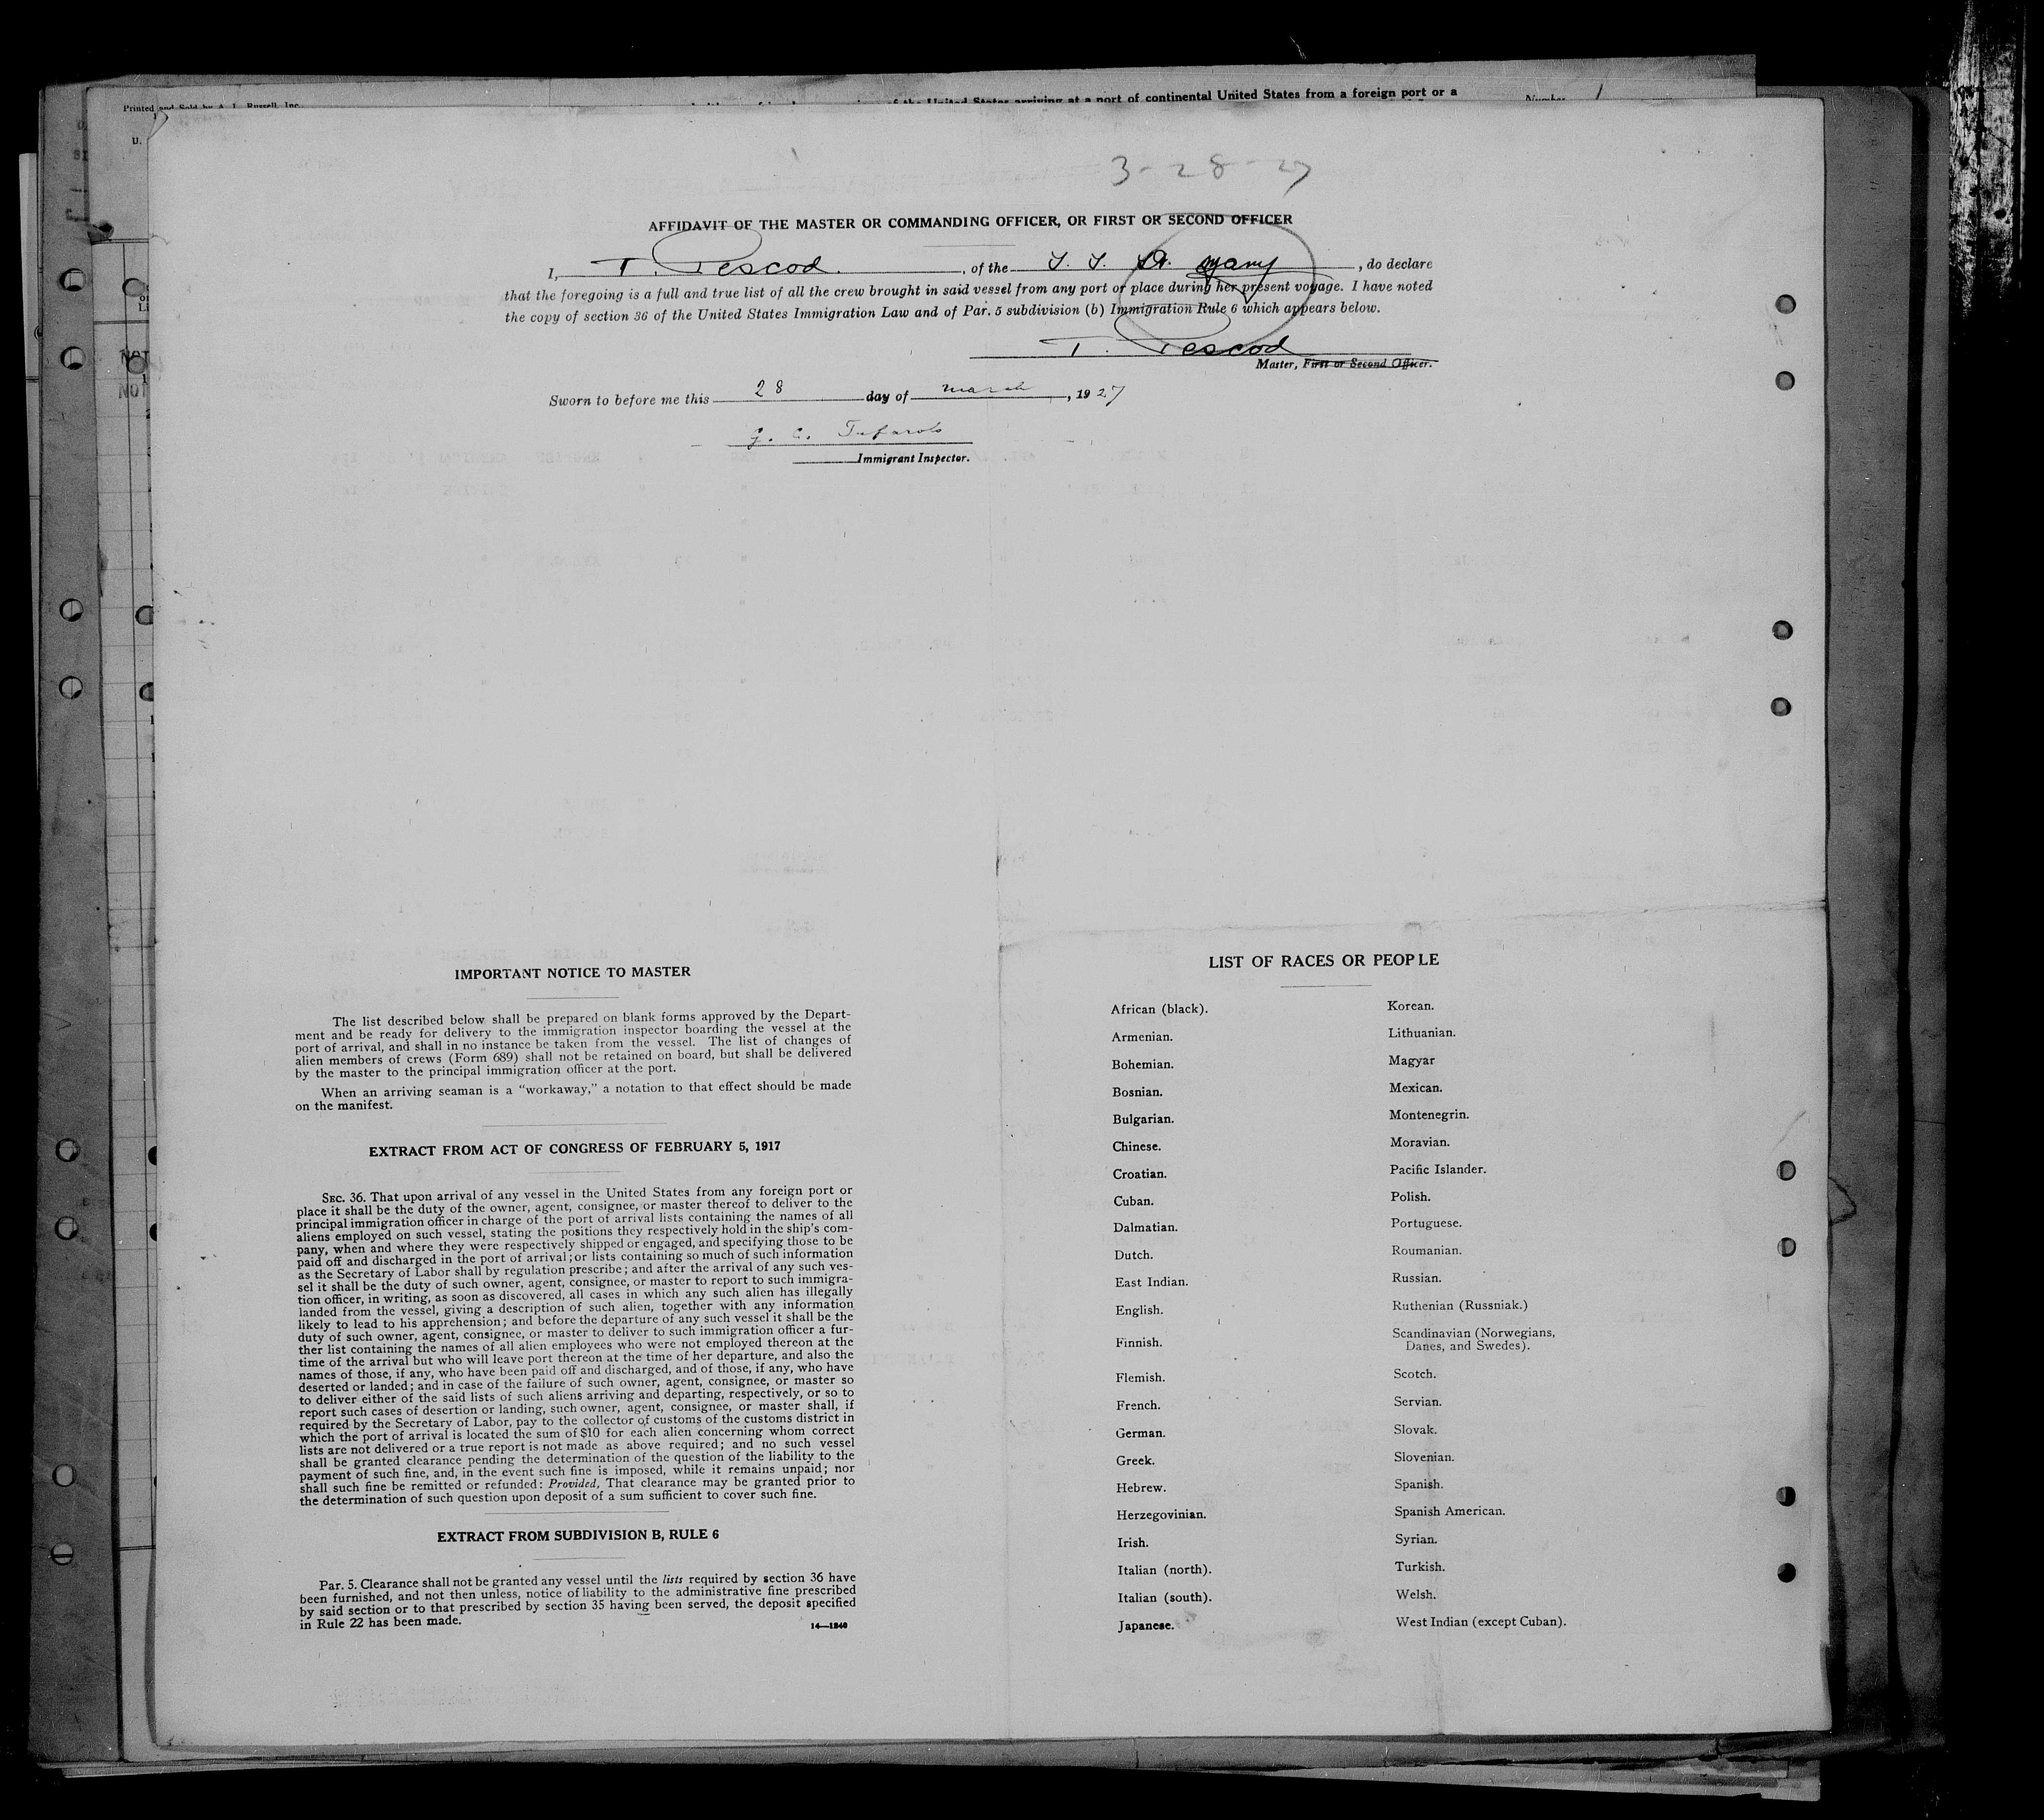 Printed and Sold by A. L. Russell, Inc.
of the United States arriving at a port of continental United States from a foreign port or a
Number 1
U.
3-28-27
AFFIDAVIT OF THE MASTER OR COMMANDING OFFICER, OR FIRST OR SECOND OFFICER
I, T. Pescod. , of the S. S. St. Mary , do declare
that the foregoing is a full and true list of all the crew brought in said vessel from any port or place during her present voyage. I have noted
the copy of section 36 of the United States Immigration Law and of Par. 5 subdivision (b) Immigration Rule 6 which appears below.
T. Pescod
Master, First or Second Officer.
Sworn to before me this 28 day of March , 1927
Immigrant Inspector.
IMPORTANT NOTICE TO MASTER
The list described below shall be prepared on blank forms approved by the Depart-
ment and be ready for delivery to the immigration inspector boarding the vessel at the
port of arrival, and shall in no instance be taken from the vessel. The list of changes of
alien members of crews (Form 689) shall not be retained on board, but shall be delivered
by the master to the principal immigration officer at the port.
When an arriving seaman is a "workaway," a notation to that effect should be made
on the manifest.
EXTRACT FROM ACT OF CONGRESS OF FEBRUARY 5, 1917
SEC. 36. That upon arrival of any vessel in the United States from any foreign port or
place it shall be the duty of the owner, agent, consignee, or master thereof to deliver to the
principal immigration officer in charge of the port of arrival lists containing the names of all
aliens employed on such vessel, stating the positions they respectively hold in the ship's com-
pany, when and where they were respectively shipped or engaged, and specifying those to be
paid off and discharged in the port of arrival; or lists containing so much of such information
as the Secretary of Labor shall by regulation prescribe; and after the arrival of any such ves-
sel it shall be the duty of such owner, agent, consignee, or master to report to such immigra-
tion officer, in writing, as soon as discovered, all cases in which any such alien has illegally
landed from the vessel, giving a description of such alien, together with any information
likely to lead to his apprehension; and before the departure of any such vessel it shall be the
duty of such owner, agent, consignee, or master to deliver to such immigration officer a fur-
ther list containing the names of all alien employees who were not employed thereon at the
time of the arrival but who will leave port thereon at the time of her departure, and also the
names of those, if any, who have been paid off and discharged, and of those, if any, who have
deserted or landed; and in case of the failure of such owner, agent, consignee, or master so
to deliver either of the said lists of such aliens arriving and departing, respectively, or so to
report such cases of desertion or landing, such owner, agent, consignee, or master shall, if
required by the Secretary of Labor, pay to the collector of customs of the customs district in
which the port of arrival is located the sum of $10 for each alien concerning whom correct
lists are not delivered or a true report is not made as above required; and no such vessel
shall be granted clearance pending the determination of the question of the liability to the
payment of such fine, and, in the event such fine is imposed, while it remains unpaid; nor
shall such fine be remitted or refunded: Provided, That clearance may be granted prior to
the determination of such question upon deposit of a sum sufficient to cover such fine.
EXTRACT FROM SUBDIVISION B, RULE 6
Par. 5. Clearance shall not be granted any vessel until the lists required by section 36 have
been furnished, and not then unless, notice of liability to the administrative fine prescribed
by said section or to that prescribed by section 35 having been served, the deposit specified
in Rule 22 has been made.
14—1240
LIST OF RACES OR PEOPLE
African (black).
Armenian.
Bohemian.
Bosnian.
Bulgarian.
Chinese.
Croatian.
Cuban.
Dalmatian.
Dutch.
East Indian.
English.
Finnish.
Flemish.
French.
German.
Greek.
Hebrew.
Herzegovinian.
Irish.
Italian (north).
Italian (south).
Japanese.
Korean.
Lithuanian.
Magyar
Mexican.
Montenegrin.
Moravian.
Pacific Islander.
Polish.
Portuguese.
Roumanian.
Russian.
Ruthenian (Russniak.)
Scandinavian (Norwegians,
Danes, and Swedes).
Scotch.
Servian.
Slovak.
Slovenian.
Spanish.
Spanish American.
Syrian.
Turkish.
Welsh.
West Indian (except Cuban).